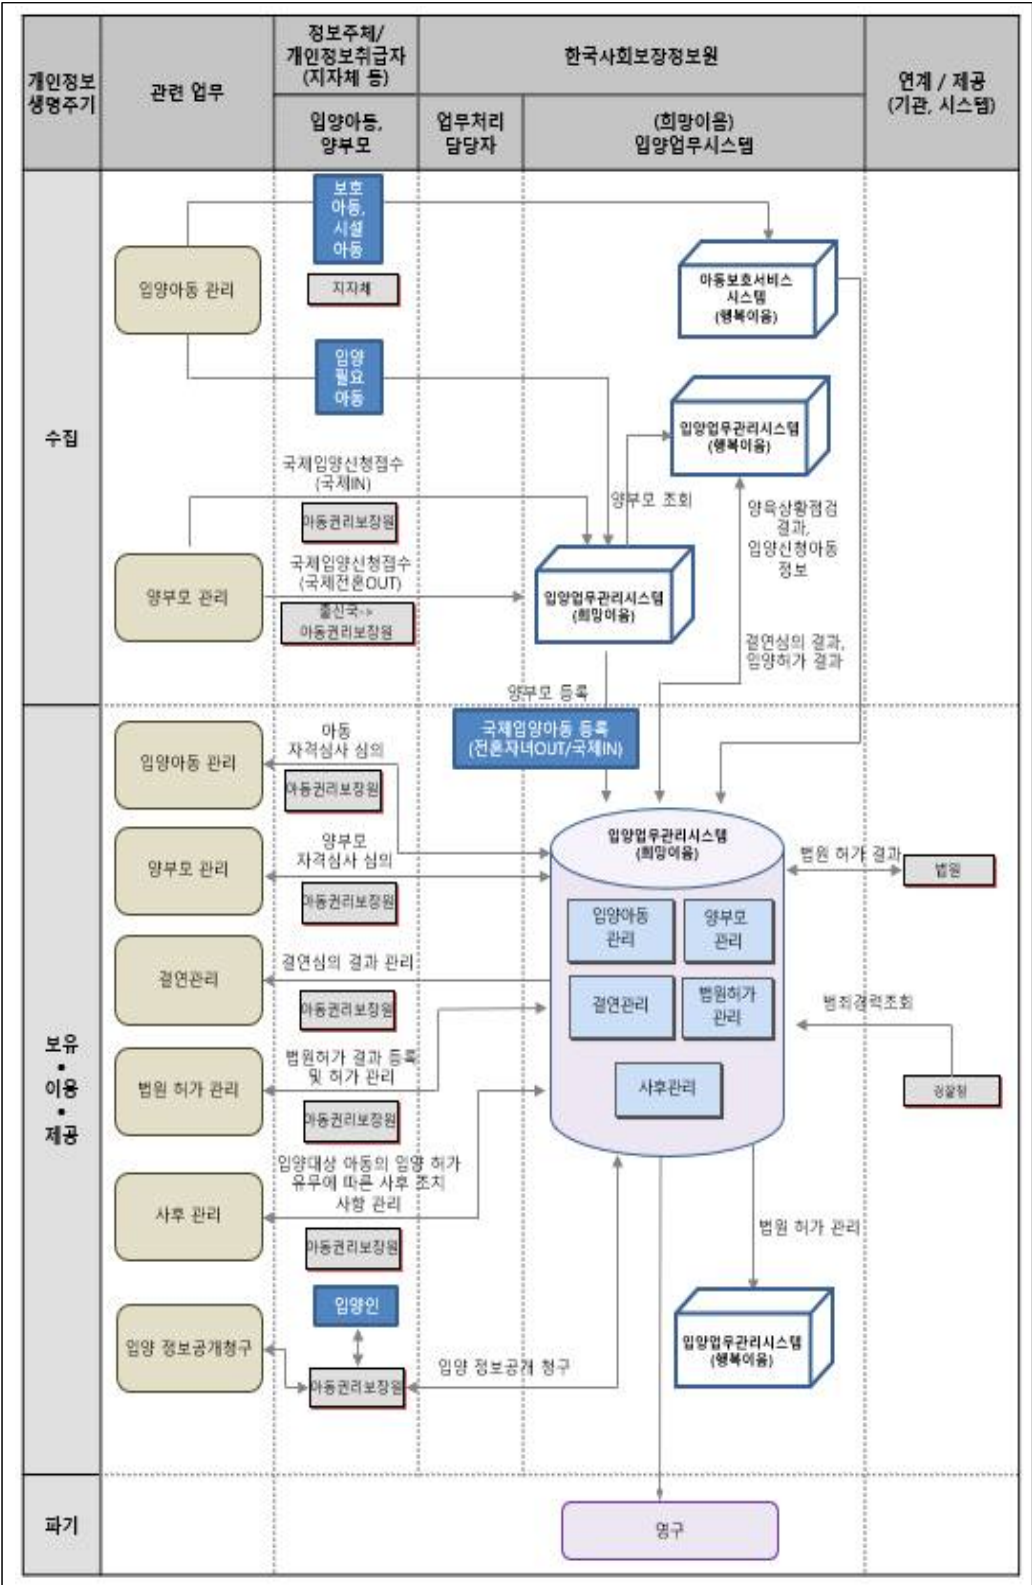 개인정보
생명주기
관련 업무
정보주체/
개인정보취급자
(지자체 등)
한국사회보장정보원
연계 / 제공
(기관, 시스템)
입양아동,
양부모
업무처리
담당자
(희망이음)
입양업무시스템
수집
보호
아동,
시설
아동
입양아동 관리
지자체
아동보호서비스
시스템
(행복이음)
입양
필요
아동
입양업무관리시스템
(행복이음)
국제입양신청접수
(국제IN)
아동권리보장원
양부모 조회
양육상황점검
결과,
입양신청아동
정보
양부모 관리
국제입양신청접수
(국제전혼OUT)
출신국->
아동권리보장원
입양업무관리시스템
(희망이음)
결연심의 결과,
입양허가 결과
양부모 등록
보유
•
이용
•
제공
국제입양아동 등록
(전혼자녀OUT/국제IN)
입양아동 관리
아동
자격심사 심의
아동권리보장원
입양업무관리시스템
(희망이음)
양부모 관리
양부모
자격심사 심의
아동권리보장원
법원 허가 결과
법원
입양아동
관리
양부모
관리
결연관리
결연심의 결과 관리
아동권리보장원
결연관리
법원허가
관리
범죄경력조회
경찰청
법원 허가 관리
법원허가 결과 등록
및 허가 관리
아동권리보장원
사후관리
사후 관리
입양대상 아동의 입양 허가
유무에 따른 사후 조치
사항 관리
아동권리보장원
법원 허가 관리
입양인
입양 정보공개청구
아동권리보장원
입양 정보공개 청구
입양업무관리시스템
(행복이음)
파기
영구